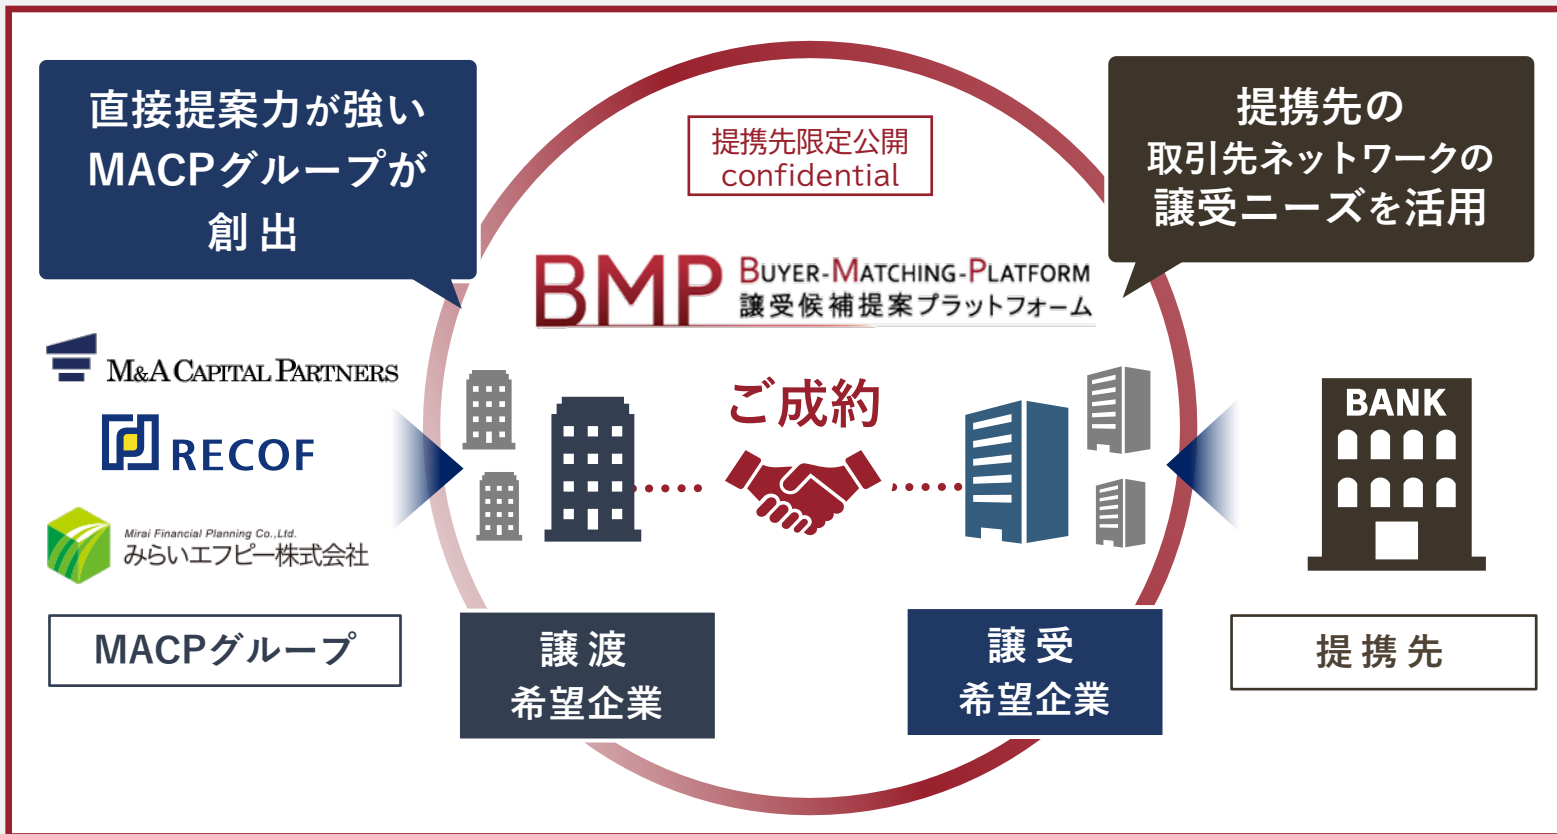 直接提案力が強い
MACPグループが
創出
提携先限定公開
confidential
提携先の
取引先ネットワークの
譲受ニーズを活用
BMP
BUYER-MATCHING-PLATFORM
譲受候補提案プラットフォーム
M&A CAPITAL PARTNERS
RECOF
Mirai Financial Planning Co.,Ltd.
みらいエフピー株式会社
MACPグループ
ご成約
譲渡
希望企業
譲受
希望企業
BANK
提携先